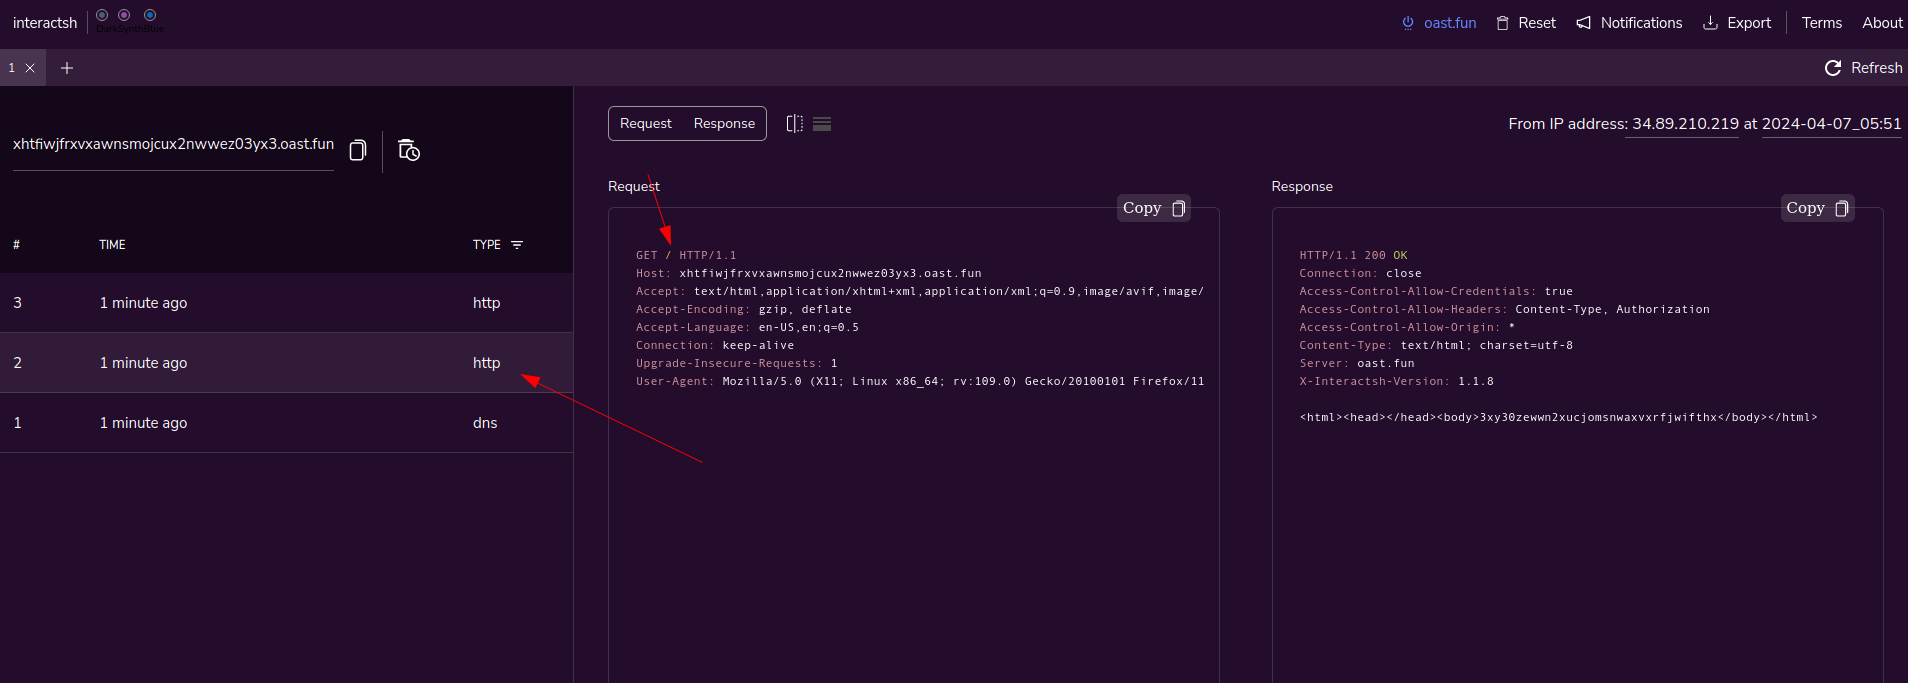 interactsh
DarkSynthBlue
oast.fun
Reset
Notifications
Export
Terms
About
1
Refresh
xhtfiwjfrxvxawnsmojcux2nwwez03yx3.oast.fun
Request Response
From IP address: 34.89.210.219 at 2024-04-07_05:51
# TIME TYPE
3 1 minute ago http
2 1 minute ago http
1 1 minute ago dns
Request
Copy
GET / HTTP/1.1
Host: xhtfiwjfrxvxawnsmojcux2nwwez03yx3.oast.fun
Accept: text/html,application/xhtml+xml,application/xml;q=0.9,image/avif,image/
Accept-Encoding: gzip, deflate
Accept-Language: en-US,en;q=0.5
Connection: keep-alive
Upgrade-Insecure-Requests: 1
User-Agent: Mozilla/5.0 (X11; Linux x86_64; rv:109.0) Gecko/20100101 Firefox/11
Response
Copy
HTTP/1.1 200 OK
Connection: close
Access-Control-Allow-Credentials: true
Access-Control-Allow-Headers: Content-Type, Authorization
Access-Control-Allow-Origin: *
Content-Type: text/html; charset=utf-8
Server: oast.fun
X-Interactsh-Version: 1.1.8
<html><head></head><body>3xy30zewwn2xucjomsnwaxvxrfjwifthx</body></html>